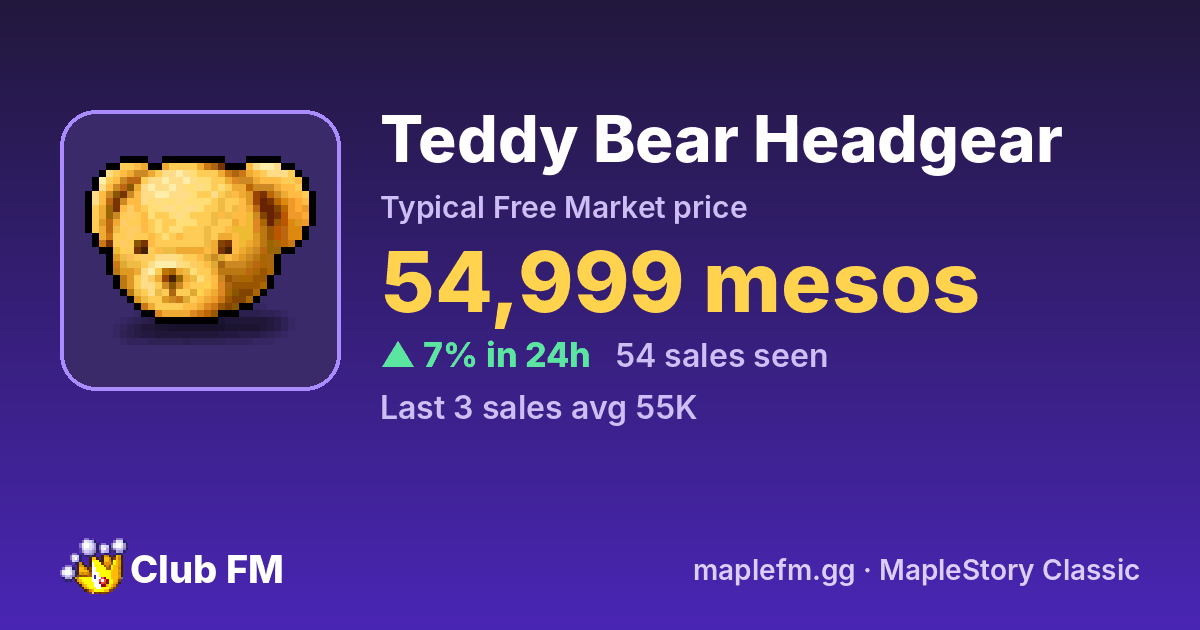 Teddy Bear Headgear
Typical Free Market price
54,999 mesos
▲ 7% in 24h 54 sales seen
Last 3 sales avg 55K
Club FM
maplefm.gg · MapleStory Classic